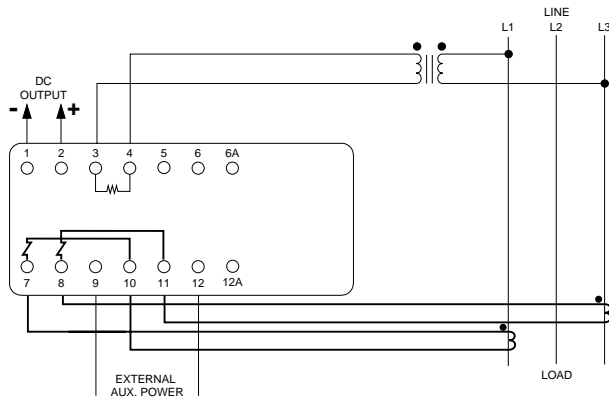 LINE
L1 L2 L3
DC
OUTPUT
- +
1 2 3 4 5 6 6A
7 8 9 10 11 12 12A
LOAD
EXTERNAL
AUX. POWER